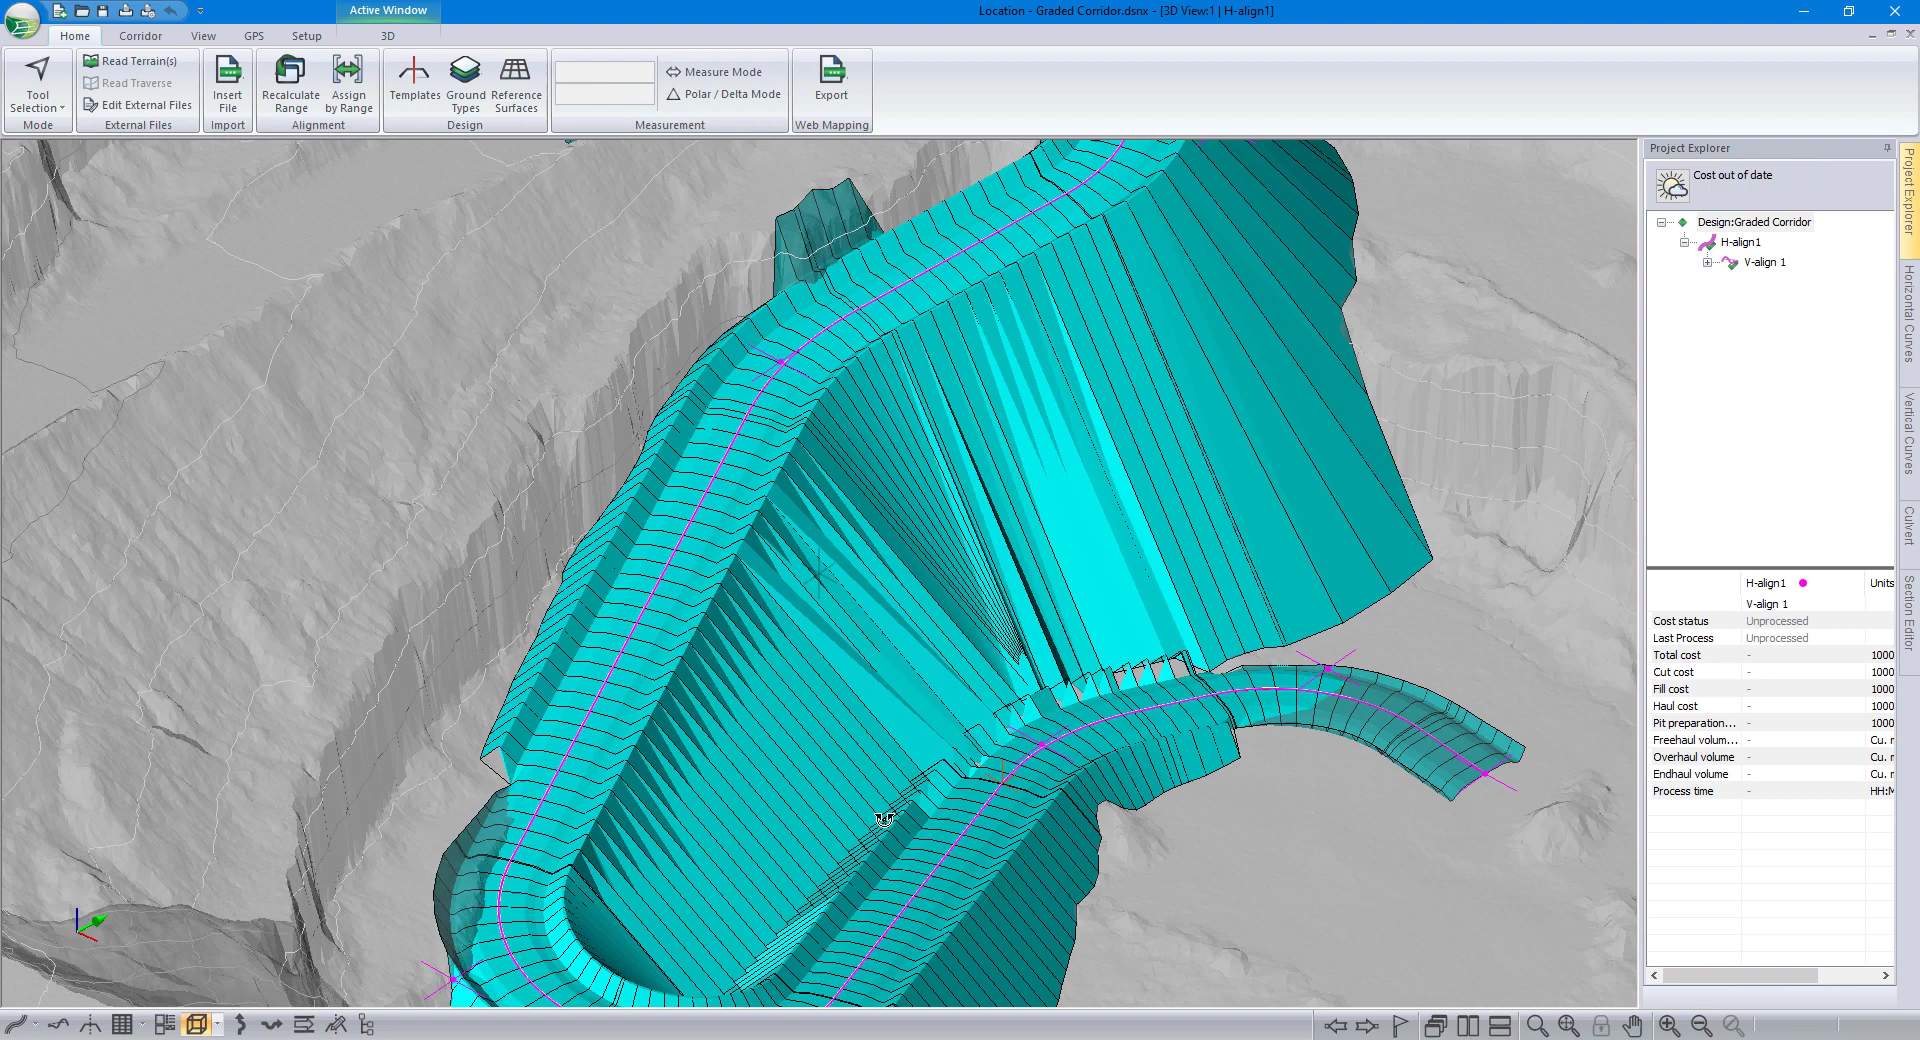 Active Window
Location - Graded Corridor.dsnx - [3D View:1 | H-align1]
Home
Corridor
View
GPS
Setup
3D
Tool
Selection
Mode
Read Terrain(s)
Read Traverse
Edit External Files
External Files
Insert
File
Import
Recalculate
Range
Assign
by Range
Alignment
Templates
Ground
Types
Reference
Surfaces
Design
Measure Mode
Polar / Delta Mode
Measurement
Export
Web Mapping
Project Explorer
Cost out of date
Design:Graded Corridor
H-align1
V-align 1
H-align1 Units
V-align 1
Cost status Unprocessed
Last Process Unprocessed
Total cost - 1000
Cut cost - 1000
Fill cost - 1000
Haul cost - 1000
Pit preparation... - 1000
Freehaul volum... - Cu. r
Overhaul volume - Cu. r
Endhaul volume - Cu. r
Process time - HH:M
Project Explorer
Horizontal Curves
Vertical Curves
Culvert
Section Editor